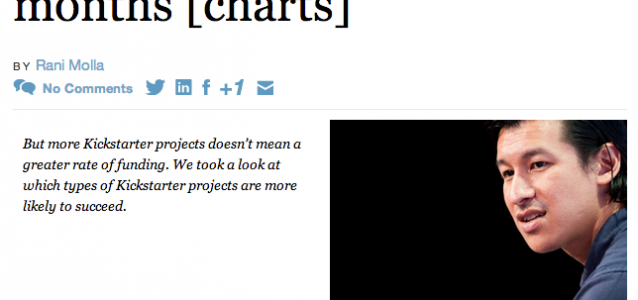 months [charts]
BY Rani Molla
No Comments f +1
But more Kickstarter projects doesn't mean a
greater rate of funding. We took a look at
which types of Kickstarter projects are more
likely to succeed.